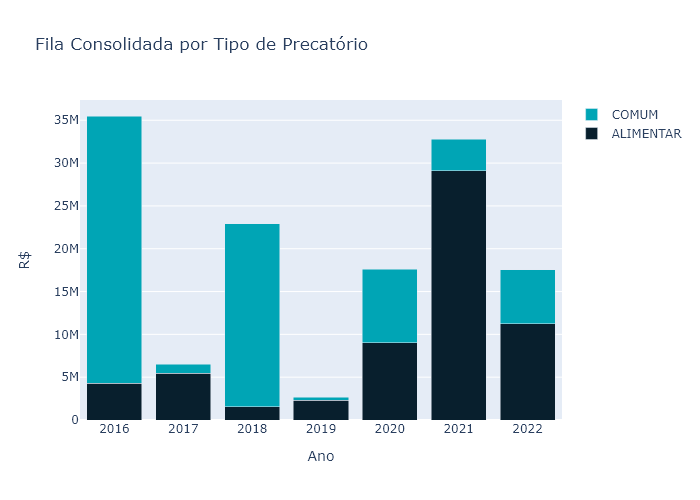 Fila Consolidada por Tipo de Precatório
COMUM
ALIMENTAR
35M
30M
25M
20M
15M
10M
5M
0
R$
2016 2017 2018 2019 2020 2021 2022
Ano